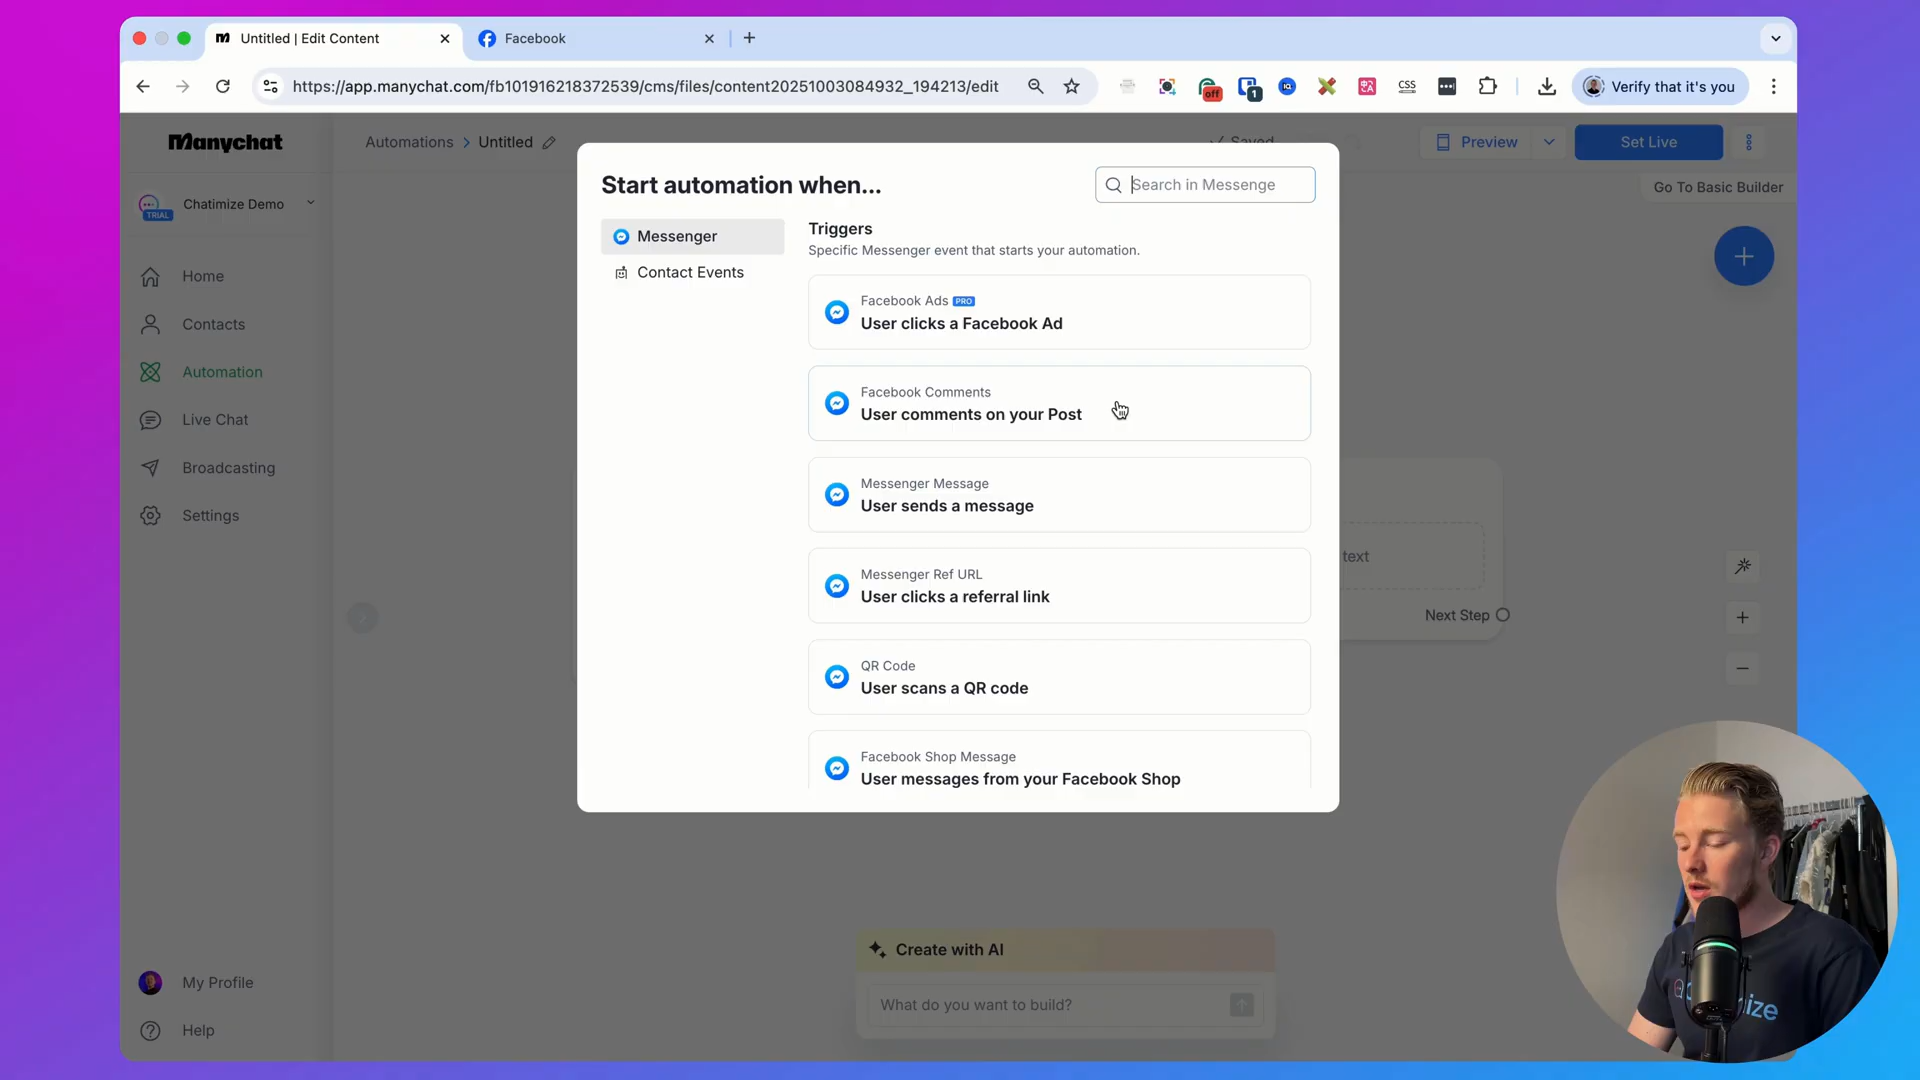 Untitled | Edit Content
Facebook
https://app.manychat.com/fb101916218372539/cms/files/content20251003084932_194213/edit
off
1
CSS
Verify that it's you
Manychat
Automations > Untitled
Saved
Preview
Set Live
Go To Basic Builder
TRIAL
Chatimize Demo
Home
Contacts
Automation
Live Chat
Broadcasting
Settings
My Profile
Help
Start automation when...
Search in Messenge
Messenger
Contact Events
Triggers
Specific Messenger event that starts your automation.
Facebook Ads PRO
User clicks a Facebook Ad
Facebook Comments
User comments on your Post
Messenger Message
User sends a message
Messenger Ref URL
User clicks a referral link
QR Code
User scans a QR code
Facebook Shop Message
User messages from your Facebook Shop
text
Next Step
Create with AI
What do you want to build?